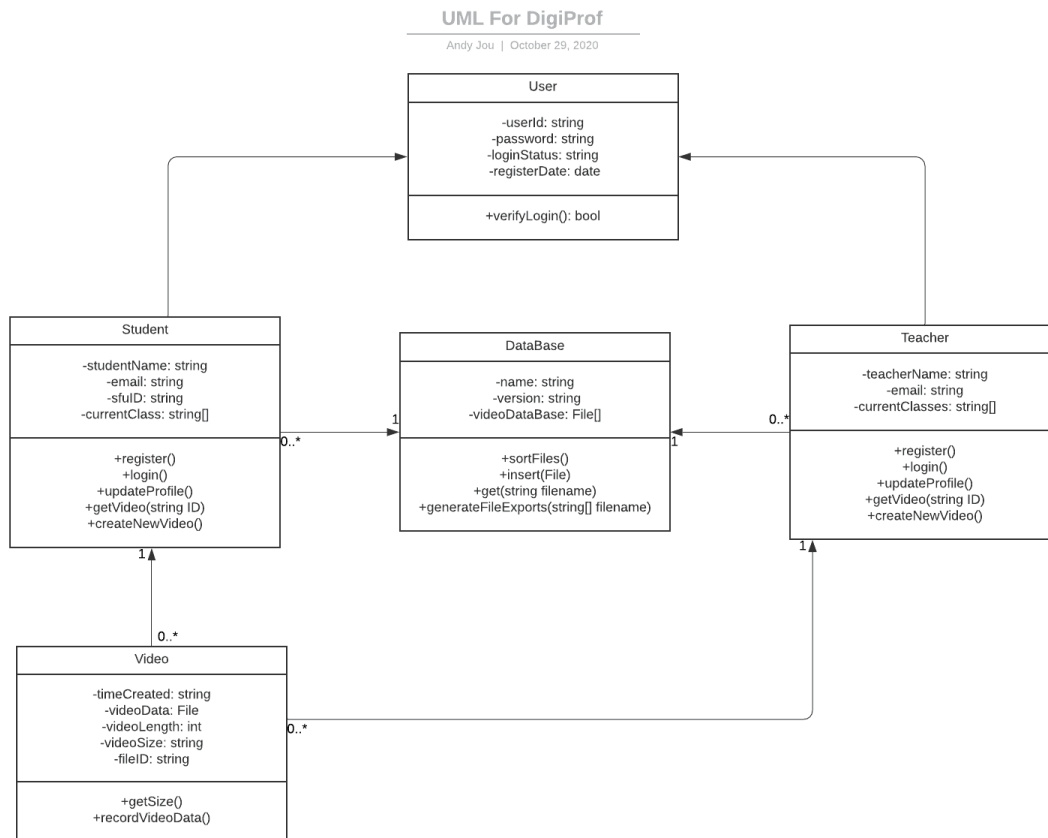 UML For DigiProf
Andy Jou | October 29, 2020
User
-userId: string
-password: string
-loginStatus: string
-registerDate: date
+verifyLogin(): bool
Student
-studentName: string
-email: string
-sfuID: string
-currentClass: string[]
+register()
+login()
+updateProfile()
+getVideo(string ID)
+createNewVideo()
0..*
1
1
DataBase
-name: string
-version: string
-videoDataBase: File[]
+sortFiles()
+insert(File)
+get(string filename)
+generateFileExports(string[] filename)
1
0..*
Teacher
-teacherName: string
-email: string
-currentClasses: string[]
+register()
+login()
+updateProfile()
+getVideo(string ID)
+createNewVideo()
1
0..*
Video
-timeCreated: string
-videoData: File
-videoLength: int
-videoSize: string
-fileID: string
+getSize()
+recordVideoData()
0..*